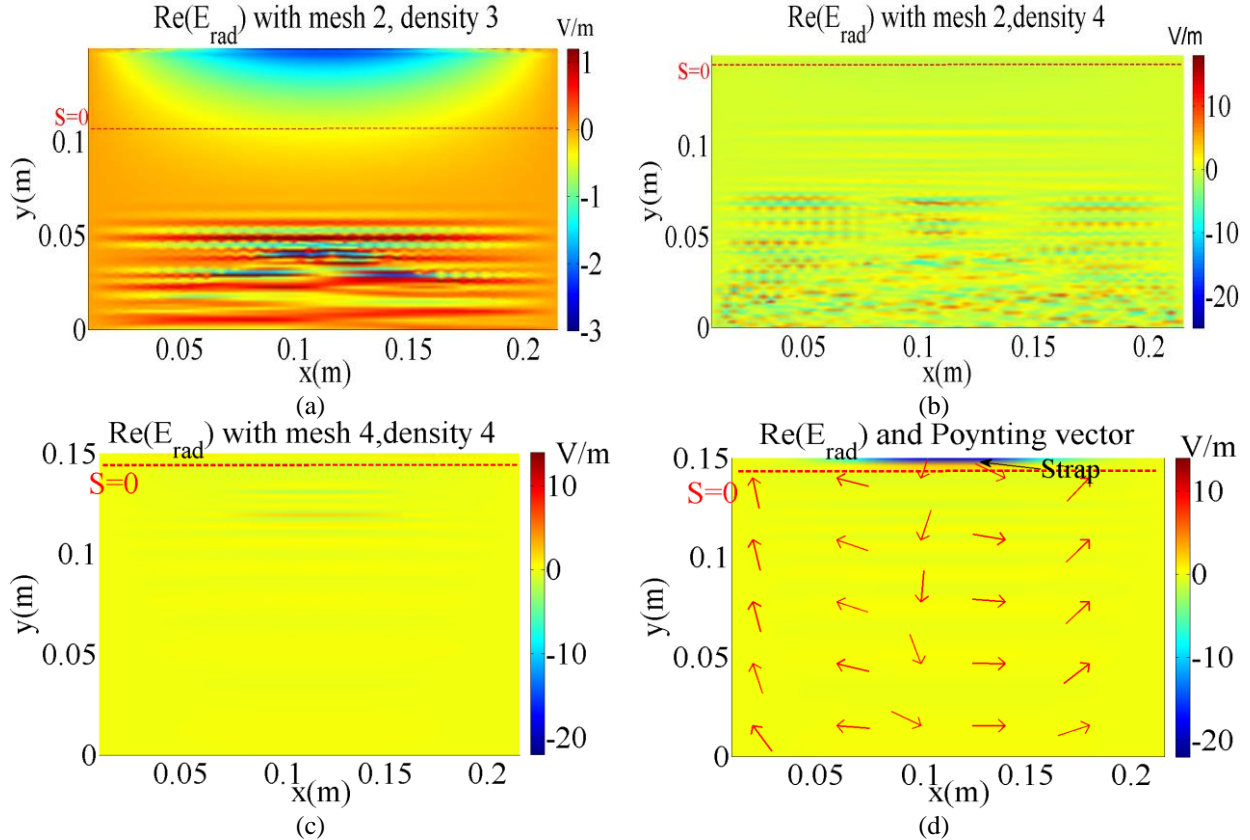 Re(E_rad) with mesh 2, density 3
V/m
S=0
1
0
-1
-2
-3
0.1
0.05
0
y(m)
0.05
0.1
0.15
0.2
x(m)
(a)
Re(E_rad) with mesh 2,density 4
V/m
S=0
10
0
-10
-20
0.1
0.05
0
y(m)
0.05
0.1
0.15
0.2
x(m)
(b)
Re(E_rad) with mesh 4,density 4
V/m
0.15
S=0
10
0
-10
-20
0.1
0.05
0
y(m)
0.05
0.1
0.15
0.2
x(m)
(c)
Re(E_rad) and Poynting vector
V/m
0.15
Strap
S=0
10
0
-10
-20
0.1
0.05
0
y(m)
0.05
0.1
0.15
0.2
x(m)
(d)